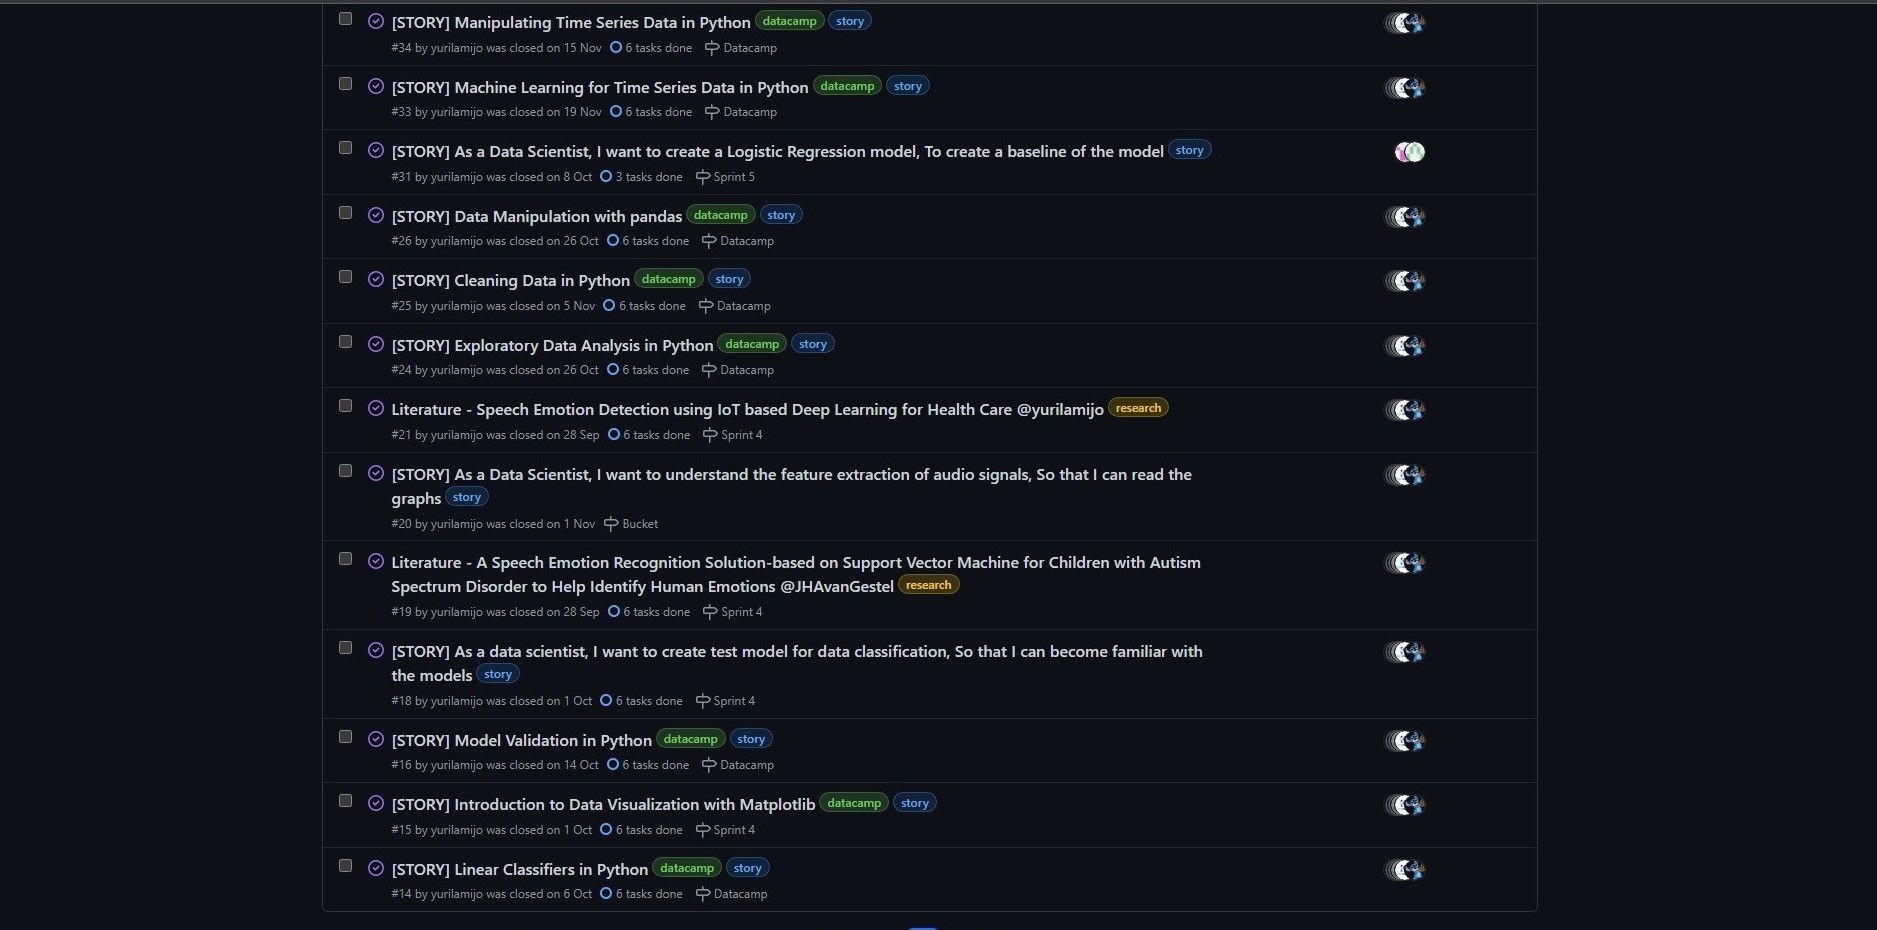 [STORY] Manipulating Time Series Data in Python datacamp story
#34 by yurilamijo was closed on 15 Nov 6 tasks done Datacamp
[STORY] Machine Learning for Time Series Data in Python datacamp story
#33 by yurilamijo was closed on 19 Nov 6 tasks done Datacamp
[STORY] As a Data Scientist, I want to create a Logistic Regression model, To create a baseline of the model story
#31 by yurilamijo was closed on 8 Oct 3 tasks done Sprint 5
[STORY] Data Manipulation with pandas datacamp story
#26 by yurilamijo was closed on 26 Oct 6 tasks done Datacamp
[STORY] Cleaning Data in Python datacamp story
#25 by yurilamijo was closed on 5 Nov 6 tasks done Datacamp
[STORY] Exploratory Data Analysis in Python datacamp story
#24 by yurilamijo was closed on 26 Oct 6 tasks done Datacamp
Literature - Speech Emotion Detection using IoT based Deep Learning for Health Care @yurilamijo research
#21 by yurilamijo was closed on 28 Sep 6 tasks done Sprint 4
[STORY] As a Data Scientist, I want to understand the feature extraction of audio signals, So that I can read the
graphs story
#20 by yurilamijo was closed on 1 Nov Bucket
Literature - A Speech Emotion Recognition Solution-based on Support Vector Machine for Children with Autism
Spectrum Disorder to Help Identify Human Emotions @JHAvanGestel research
#19 by yurilamijo was closed on 28 Sep 6 tasks done Sprint 4
[STORY] As a data scientist, I want to create test model for data classification, So that I can become familiar with
the models story
#18 by yurilamijo was closed on 1 Oct 6 tasks done Sprint 4
[STORY] Model Validation in Python datacamp story
#16 by yurilamijo was closed on 14 Oct 6 tasks done Datacamp
[STORY] Introduction to Data Visualization with Matplotlib datacamp story
#15 by yurilamijo was closed on 1 Oct 6 tasks done Sprint 4
[STORY] Linear Classifiers in Python datacamp story
#14 by yurilamijo was closed on 6 Oct 6 tasks done Datacamp